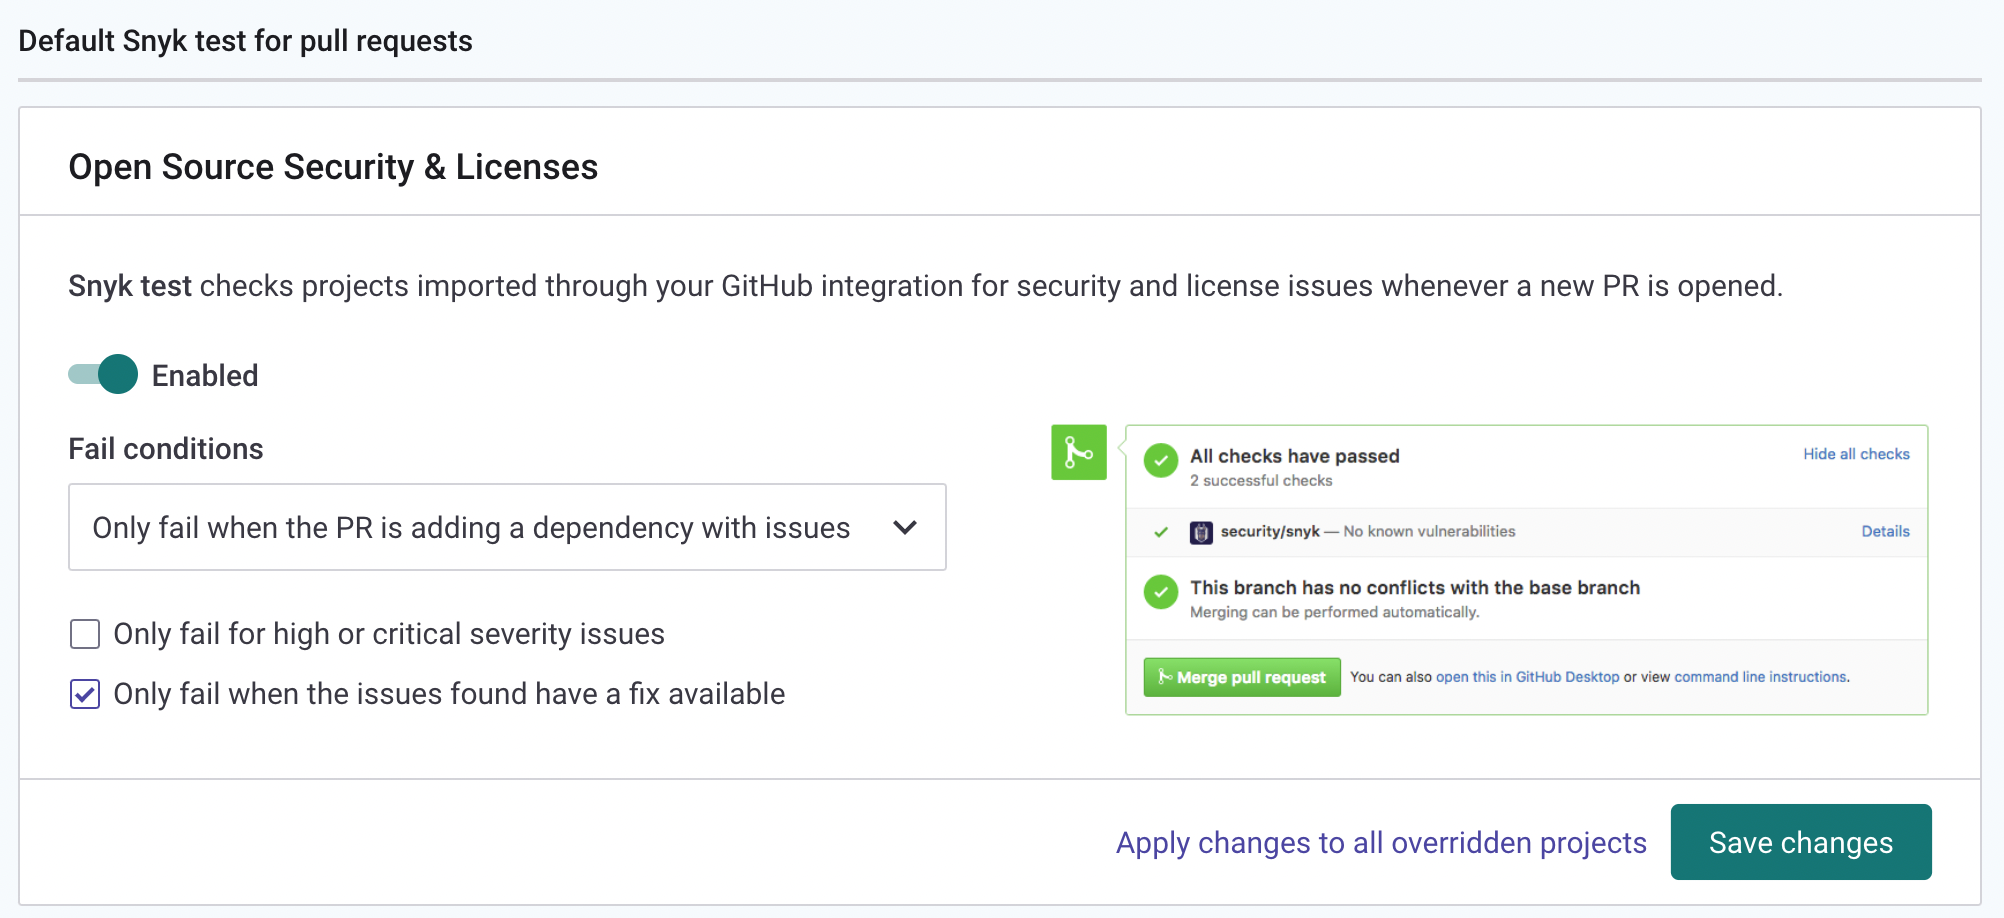 Default Snyk test for pull requests
Open Source Security & Licenses
Snyk test checks projects imported through your GitHub integration for security and license issues whenever a new PR is opened.
Enabled
Fail conditions
Only fail when the PR is adding a dependency with issues
Only fail for high or critical severity issues
Only fail when the issues found have a fix available
All checks have passed
Hide all checks
2 successful checks
security/snyk — No known vulnerabilities
Details
This branch has no conflicts with the base branch
Merging can be performed automatically.
Merge pull request
You can also open this in GitHub Desktop or view command line instructions.
Apply changes to all overridden projects
Save changes